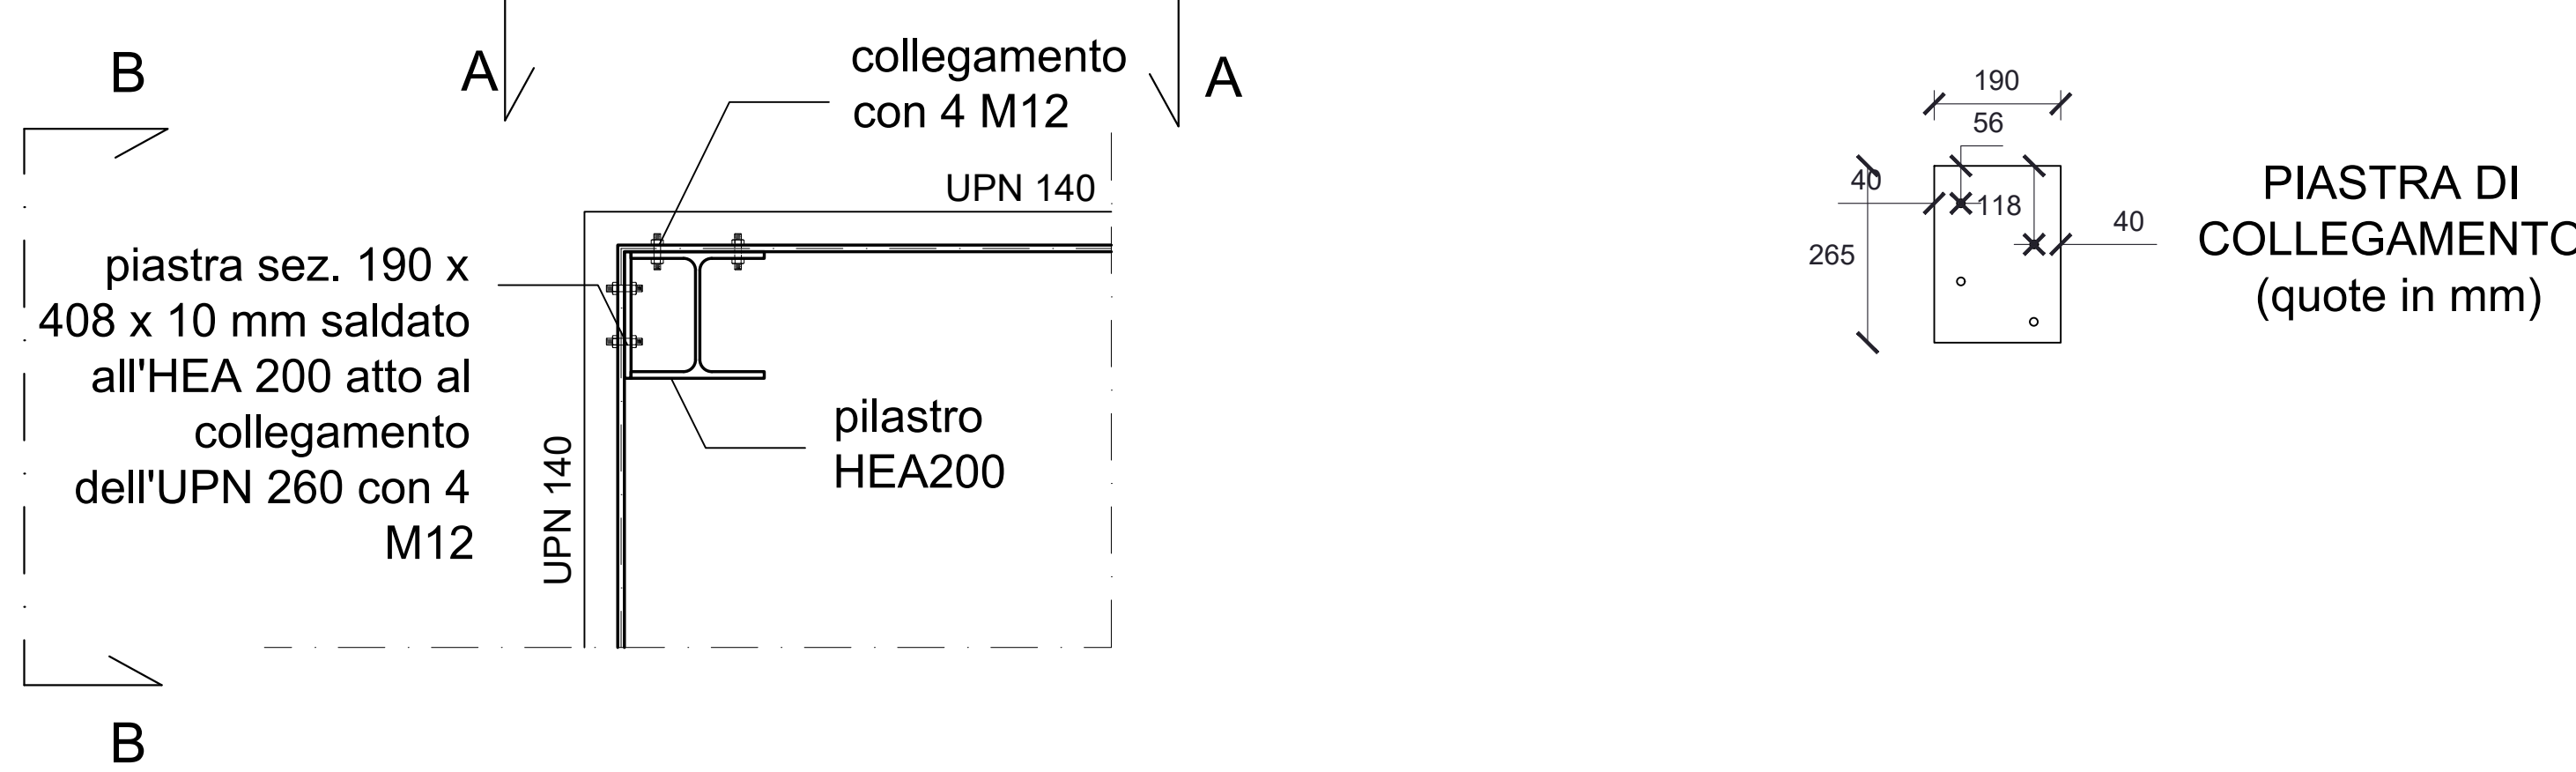 B
A
collegamento
con 4 M12
A
UPN 140
piastra sez. 190 x
408 x 10 mm saldato
all'HEA 200 atto al
collegamento
dell'UPN 260 con 4
M12
UPN 140
pilastro
HEA200
B
190
56
40
118
40
265
PIASTRA DI
COLLEGAMENTO
(quote in mm)